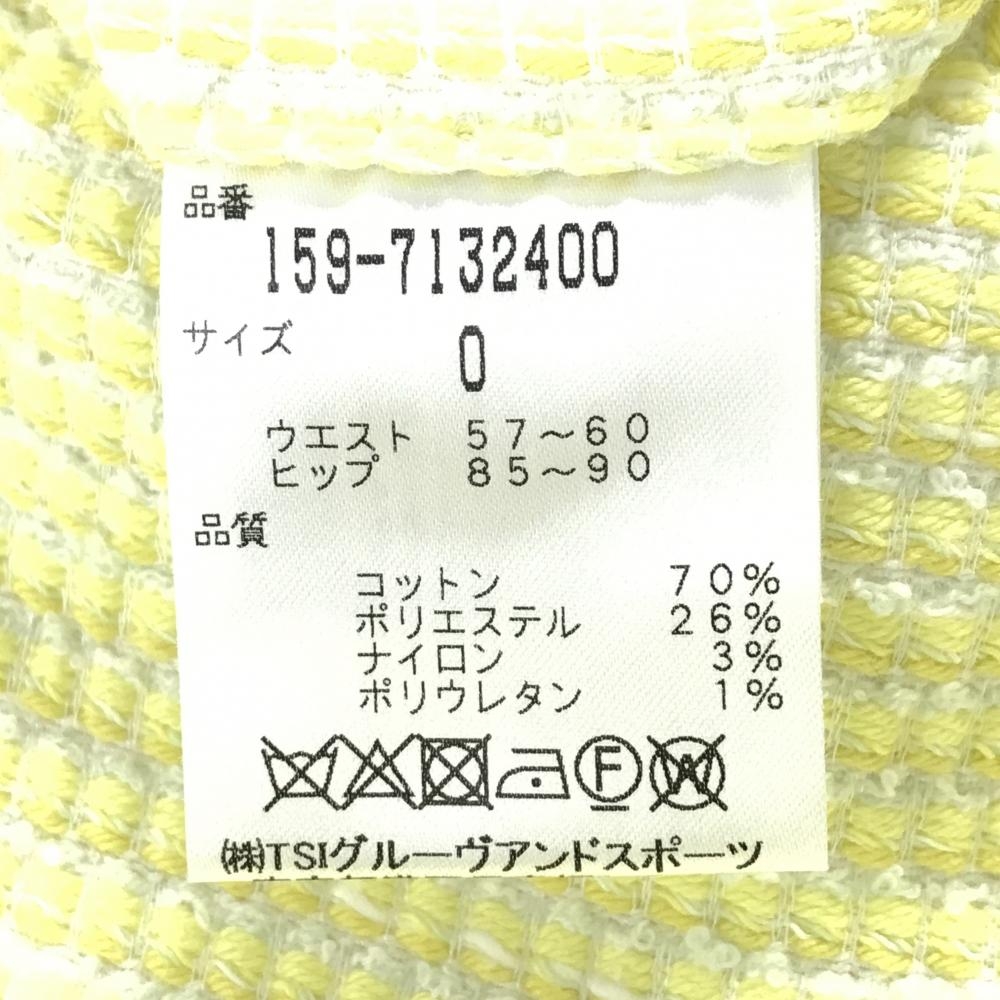 品番
159-7132400
サイズ
0
ウエスト 57～60
ヒップ 85～90
品質
コットン 70%
ポリエステル 26%
ナイロン 3%
ポリウレタン 1%
F W
㈱TSIグルーヴアンドスポーツ